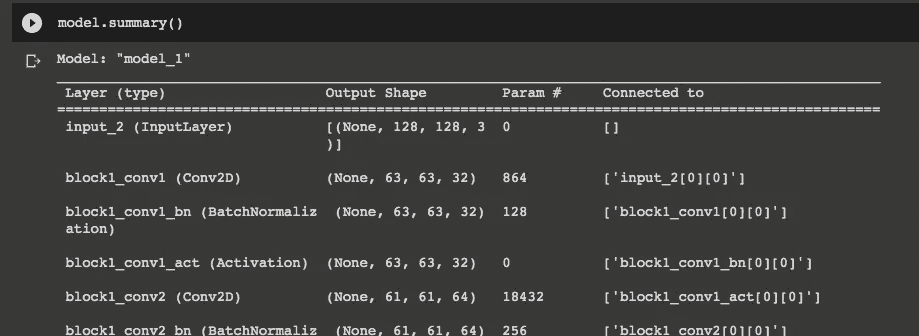 model.summary()
Model: "model_1"
Layer (type) Output Shape Param # Connected to
==================================================================================================
input_2 (InputLayer) [(None, 128, 128, 3 0 []
)]
block1_conv1 (Conv2D) (None, 63, 63, 32) 864 ['input_2[0][0]']
block1_conv1_bn (BatchNormaliz (None, 63, 63, 32) 128 ['block1_conv1[0][0]']
ation)
block1_conv1_act (Activation) (None, 63, 63, 32) 0 ['block1_conv1_bn[0][0]']
block1_conv2 (Conv2D) (None, 61, 61, 64) 18432 ['block1_conv1_act[0][0]']
block1_conv2_bn (BatchNormaliz (None, 61, 61, 64) 256 ['block1_conv2[0][0]']